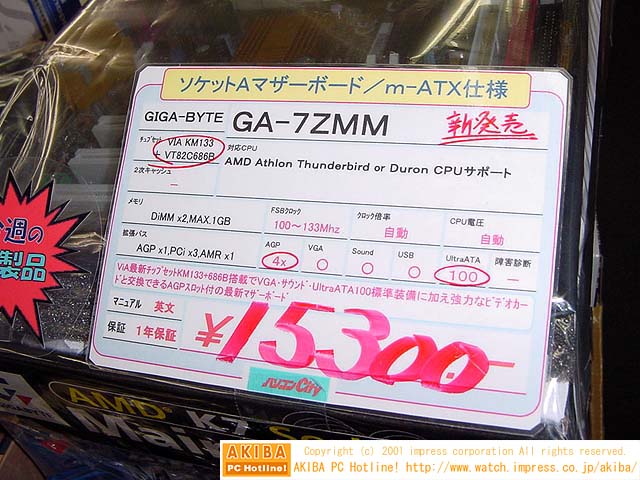 ソケットAマザーボード/m-ATX仕様
GIGA-BYTE GA-7ZMM 新発売
ﾁｯﾌﾟｾｯﾄ VIA KM133
+ VT82C686B
対応CPU
AMD Athlon Thunderbird or Duron CPUサポート
2次ｷｬｯｼｭ
―
メモリ
DiMM x2,MAX.1GB
FSBｸﾛｯｸ
100～133Mhz
ｸﾛｯｸ倍率
自動
CPU電圧
自動
拡張バス
AGP x1,PCi x3,AMR x1
AGP
4x
VGA
○
Sound
○
USB
○
UltraATA
100
障害診断
―
ViA最新ﾁｯﾌﾟｾｯﾄKM133+686B搭載でVGA･サウンド･UltraATA100標準装備に加え強力なﾋﾞﾃﾞｵカー
ドと交換できるAGPスロット付の最新マザーボード
マニュアル 英文
保証 1年保証
¥15300.―
パソコンCity
今週の
製品
AMD K7
AKIBA
PC Hotline!
Copyright (c) 2001 impress corporation All rights reserved.
AKIBA PC Hotline! http://www.watch.impress.co.jp/akiba/